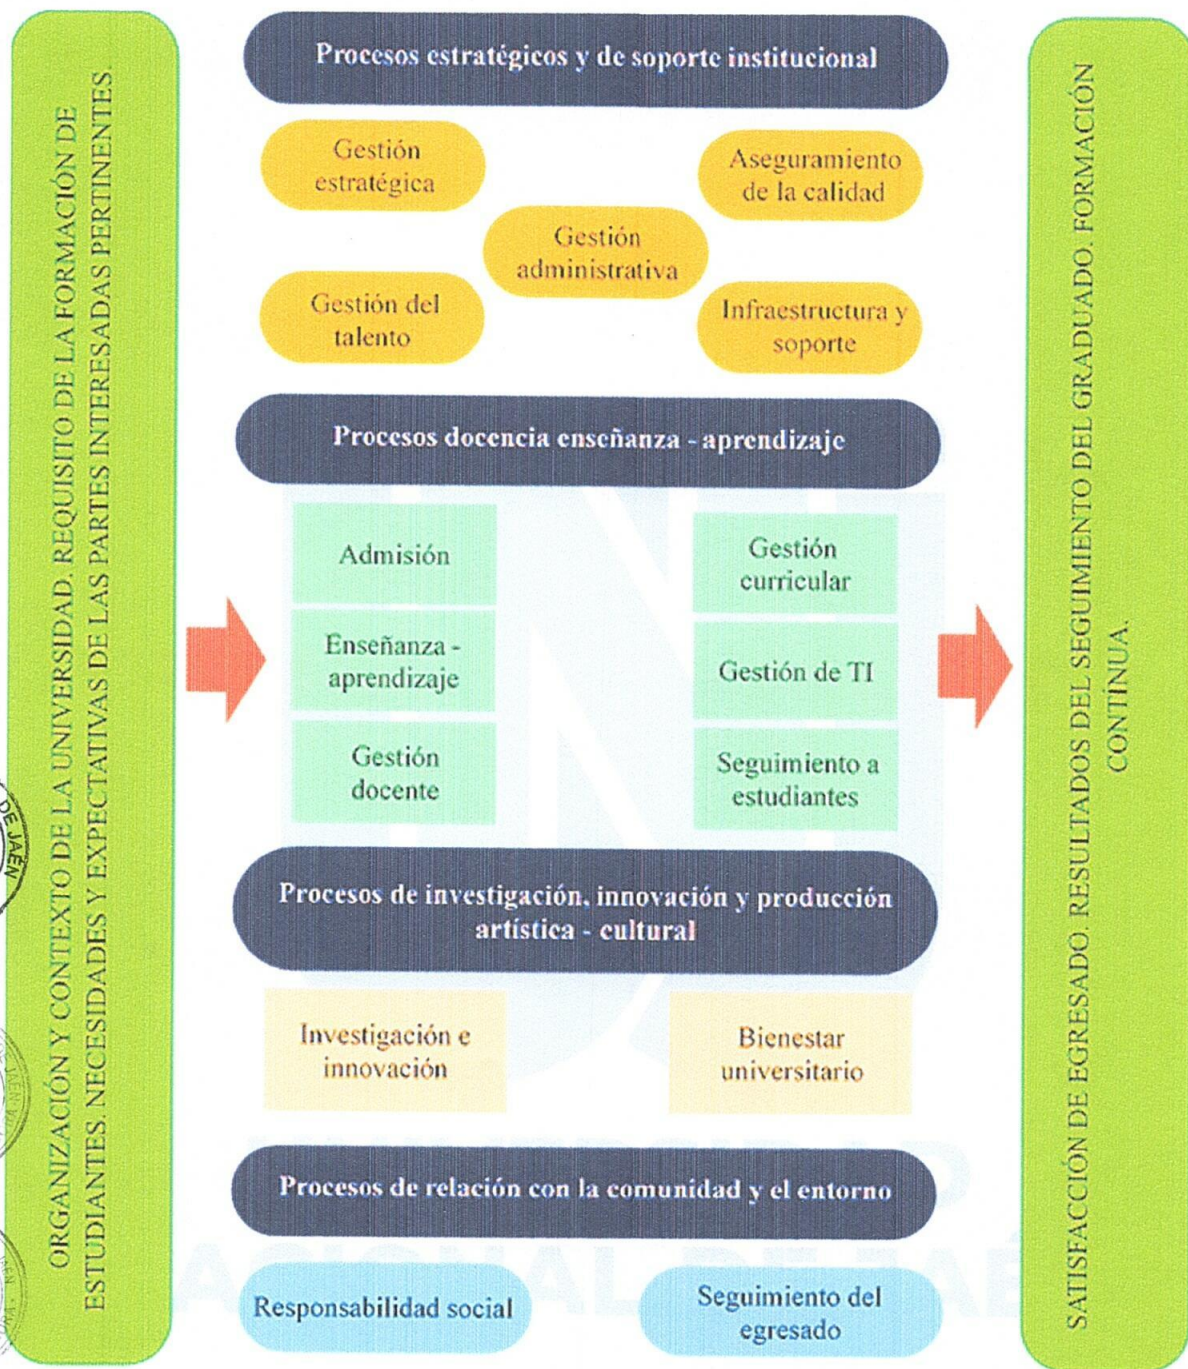 ORGANIZACIÓN Y CONTEXTO DE LA UNIVERSIDAD. REQUISITO DE LA FORMACIÓN DE
ESTUDIANTES. NECESIDADES Y EXPECTATIVAS DE LAS PARTES INTERESADAS PERTINENTES.
Procesos estratégicos y de soporte institucional
Gestión
estratégica
Aseguramiento
de la calidad
Gestión
administrativa
Gestión del
talento
Infraestructura y
soporte
Procesos docencia enseñanza - aprendizaje
Admisión
Gestión
curricular
Enseñanza -
aprendizaje
Gestión de TI
Gestión
docente
Seguimiento a
estudiantes
Procesos de investigación, innovación y producción
artística - cultural
Investigación e
innovación
Bienestar
universitario
Procesos de relación con la comunidad y el entorno
Responsabilidad social
Seguimiento del
egresado
SATISFACCIÓN DE EGRESADO. RESULTADOS DEL SEGUIMIENTO DEL GRADUADO. FORMACIÓN
CONTÍNUA.
DE JAÉN